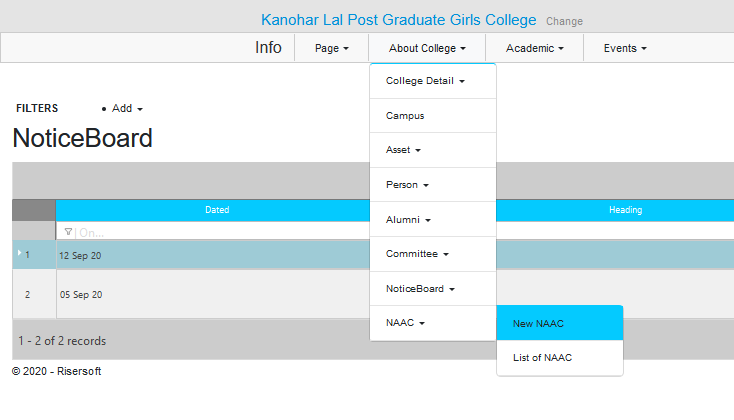 Kanohar Lal Post Graduate Girls College Change
Info Page About College Academic Events
College Detail
Campus
Asset
Person
Alumni
Committee
NoticeBoard
NAAC
New NAAC
List of NAAC
FILTERS • Add
NoticeBoard
Dated Heading
On...
1 12 Sep 20
2 05 Sep 20
1 - 2 of 2 records
© 2020 - Risersoft